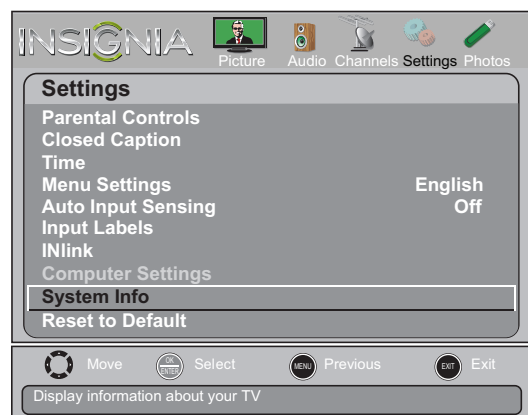 INSIGNIA
Picture Audio Channels Settings Photos
Settings
Parental Controls
Closed Caption
Time
Menu Settings English
Auto Input Sensing Off
Input Labels
INlink
Computer Settings
System Info
Reset to Default
Move OK ENTER Select MENU Previous EXIT Exit
Display information about your TV